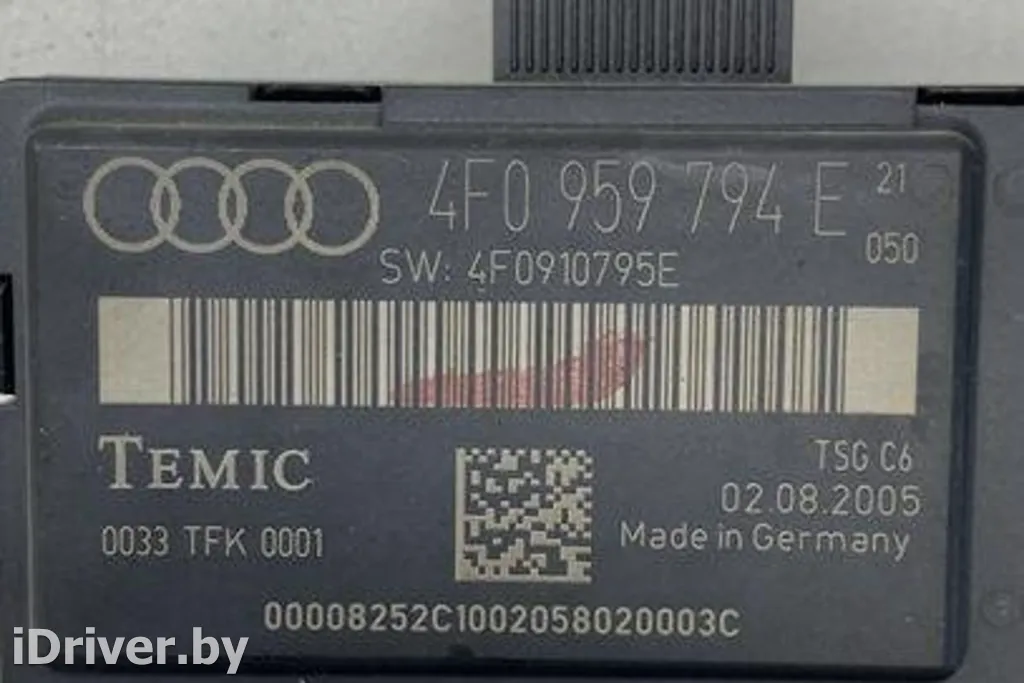 4F0 959 794 E 21
050
SW: 4F0910795E
TEMIC
TSG C6
02.08.2005
0033 TFK 0001
Made in Germany
00008252C1002058020003C
iDriver.by